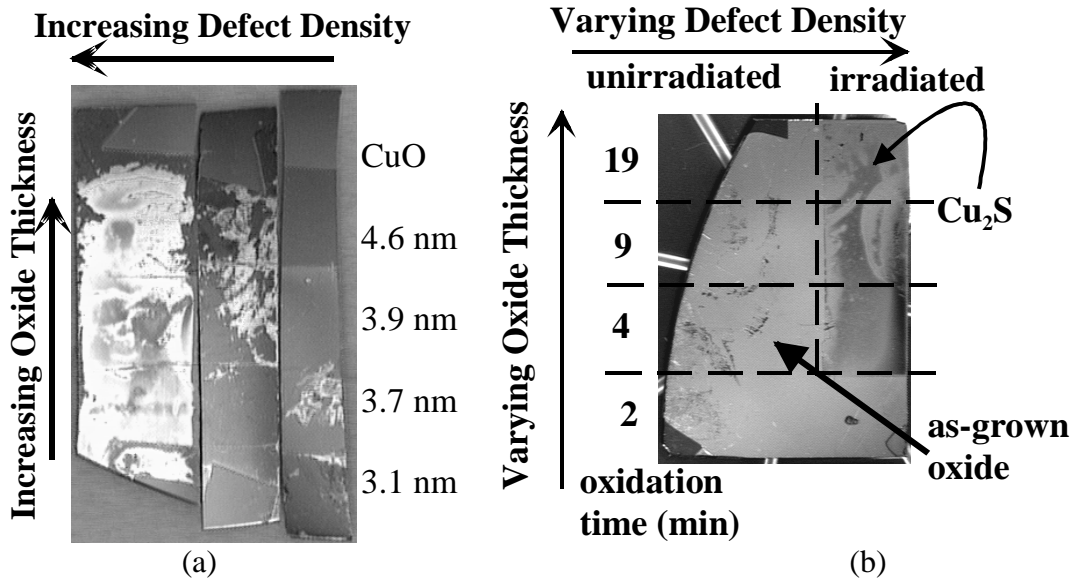 Increasing Defect Density
Increasing Oxide Thickness
CuO
4.6 nm
3.9 nm
3.7 nm
3.1 nm
(a)
Varying Defect Density
unirradiated
irradiated
Varying Oxide Thickness
19
9
4
2
Cu₂S
as-grown
oxide
oxidation
time (min)
(b)